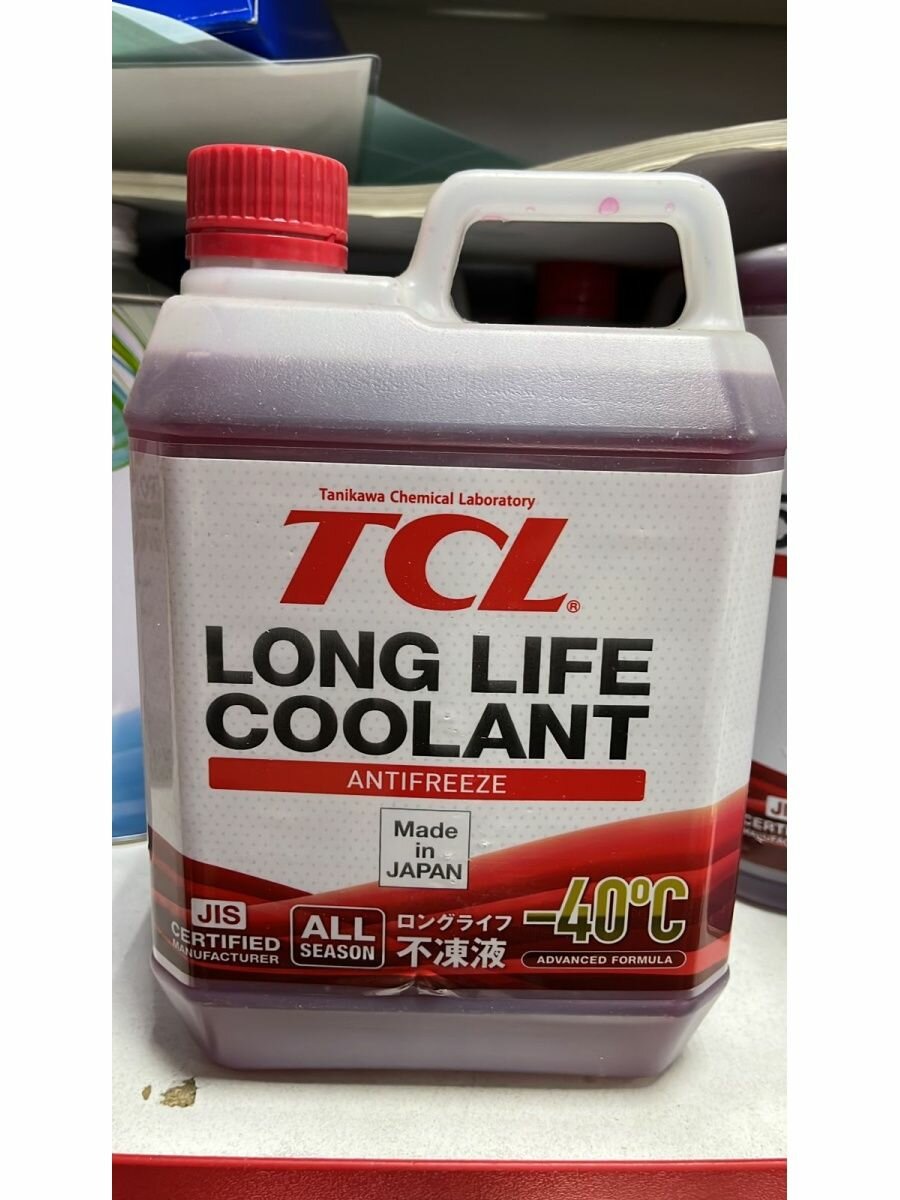 Tanikawa Chemical Laboratory
TCL®
LONG LIFE
COOLANT
ANTIFREEZE
Made
in
JAPAN
JIS
CERTIFIED
MANUFACTURER
ALL
SEASON
ロングライフ
不凍液
-40°C
ADVANCED FORMULA